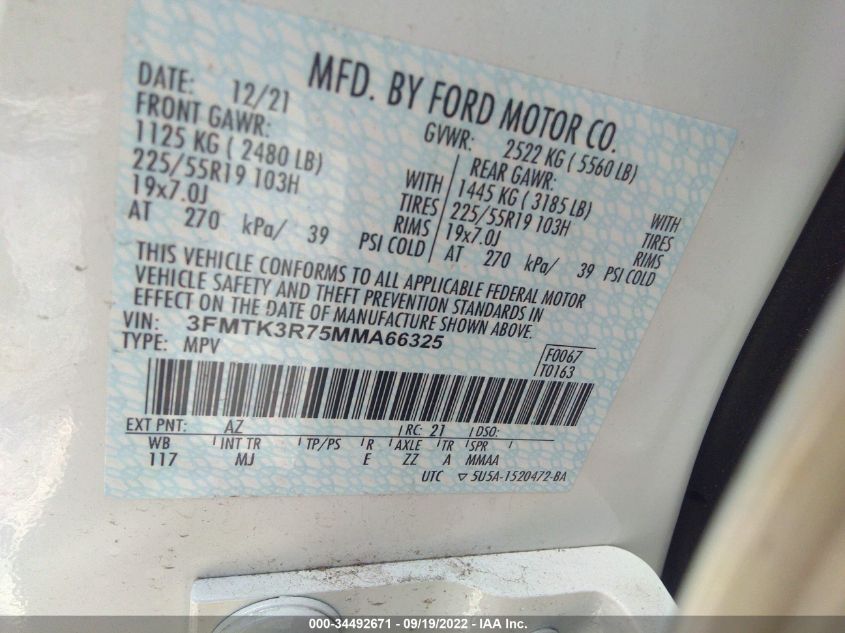 MFD. BY FORD MOTOR CO.
DATE: 12/21
GVWR: 2522 KG ( 5560 LB)
FRONT GAWR:
1125 KG ( 2480 LB)
225/55R19 103H
19x7.0J
AT 270 kPa/ 39
WITH
TIRES
RIMS
PSI COLD
REAR GAWR:
1445 KG ( 3185 LB)
225/55R19 103H
19x7.0J
AT 270 kPa/ 39
WITH
TIRES
RIMS
PSI COLD
THIS VEHICLE CONFORMS TO ALL APPLICABLE FEDERAL MOTOR
VEHICLE SAFETY AND THEFT PREVENTION STANDARDS IN
EFFECT ON THE DATE OF MANUFACTURE SHOWN ABOVE.
VIN: 3FMTK3R75MMA66325
TYPE: MPV
F0067
T0163
EXT PNT: AZ RC: 21 DSO:
WB INT TR TP/PS R AXLE TR SPR
117 MJ E ZZ A MMAA
UTC ▽ 5U5A-1520472-BA
000-34492671 - 09/19/2022 - IAA Inc.